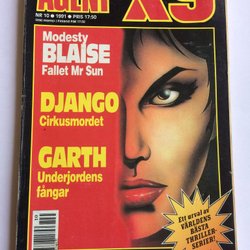 AGENT X9
NR 10 • 1991 • PRIS 17:50
Modesty
BLAISE
Fallet Mr Sun
DJANGO
Cirkusmordet
GARTH
Underjordens
fångar
Ett urval av
VÄRLDENS
BÄSTA
THRILLER-
SERIER!